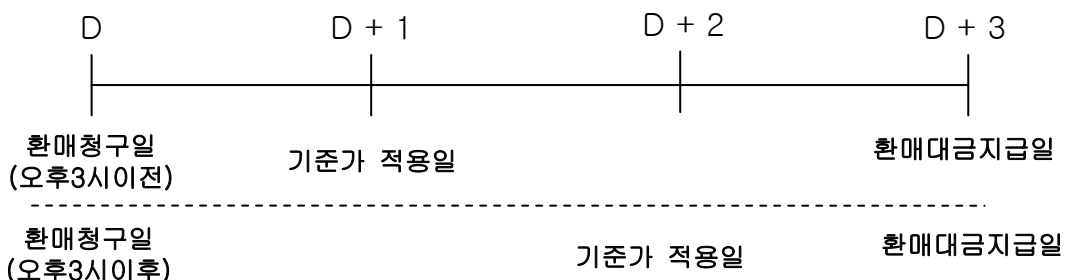 D D + 1 D + 2 D + 3
환매청구일
(오후3시이전)
기준가 적용일
환매대금지급일
환매청구일
(오후3시이후)
기준가 적용일
환매대금지급일